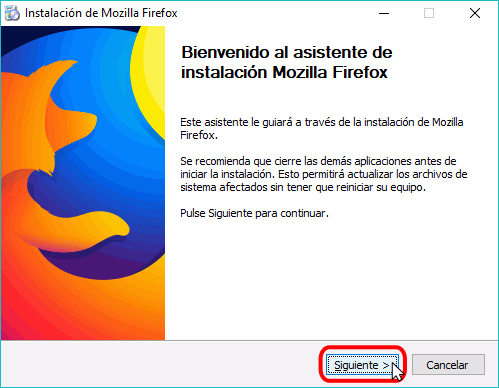 Instalación de Mozilla Firefox
Bienvenido al asistente de
instalación Mozilla Firefox
Este asistente le guiará a través de la instalación de Mozilla
Firefox.
Se recomienda que cierre las demás aplicaciones antes de
iniciar la instalación. Esto permitirá actualizar los archivos de
sistema afectados sin tener que reiniciar su equipo.
Pulse Siguiente para continuar.
Siguiente >
Cancelar